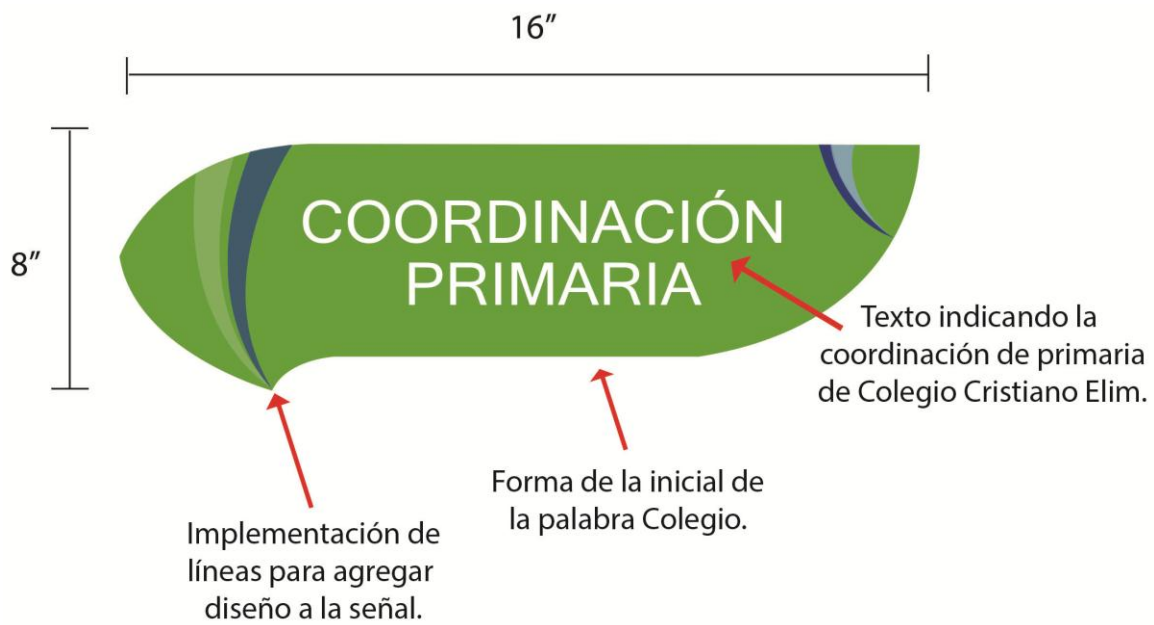 16”
8”
COORDINACIÓN
PRIMARIA
Texto indicando la
coordinación de primaria
de Colegio Cristiano Elim.
Forma de la inicial de
la palabra Colegio.
Implementación de
líneas para agregar
diseño a la señal.